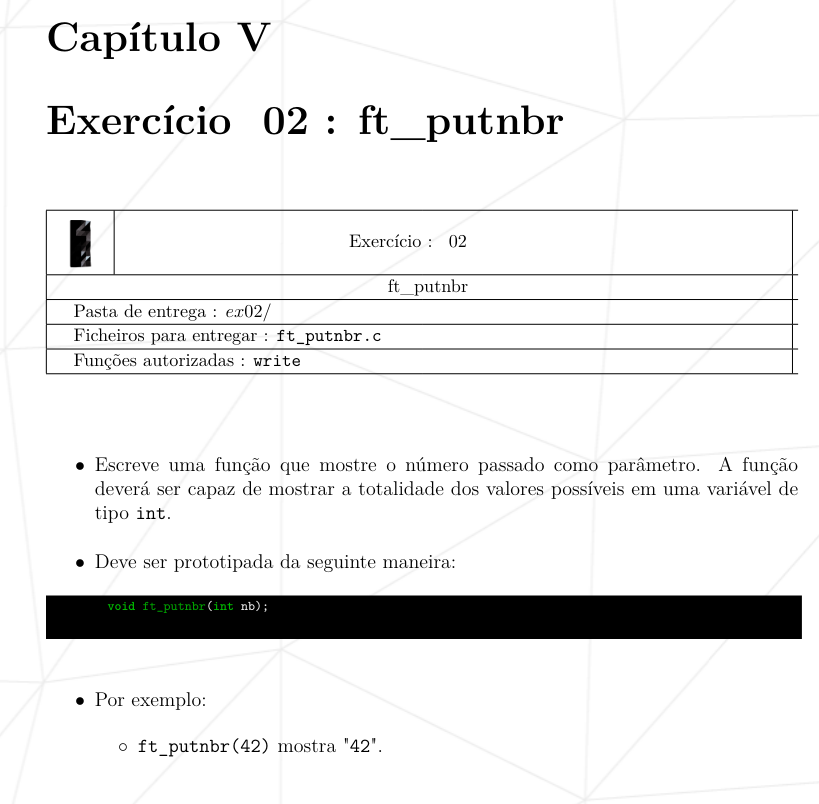 Capítulo V
Exercício 02 : ft_putnbr
Exercício : 02
ft_putnbr
Pasta de entrega : ex02/
Ficheiros para entregar : ft_putnbr.c
Funções autorizadas : write
• Escreve uma função que mostre o número passado como parâmetro. A função
deverá ser capaz de mostrar a totalidade dos valores possíveis em uma variável de
tipo int.
• Deve ser prototipada da seguinte maneira:
void ft_putnbr(int nb);
• Por exemplo:
◦ ft_putnbr(42) mostra "42".